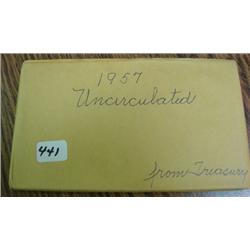 1957
Uncirculated
441
from Treasury